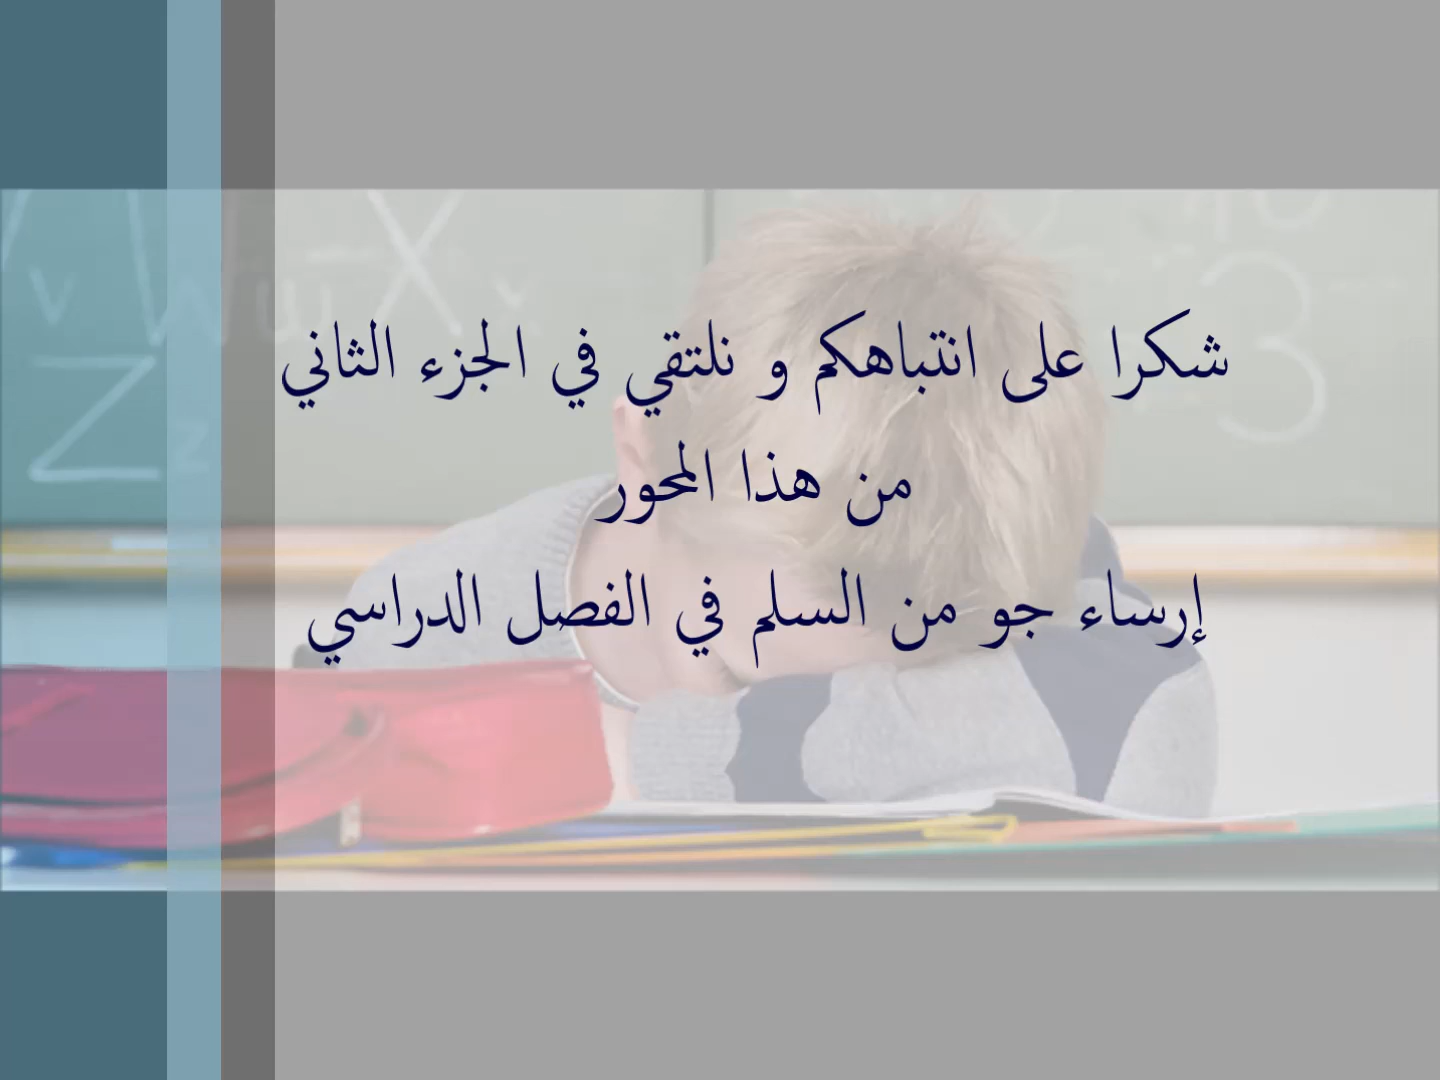 شكرا على انتباهكم و نلتقي في الجزء الثاني
من هذا المحور
إرساء جو من السلم في الفصل الدراسي